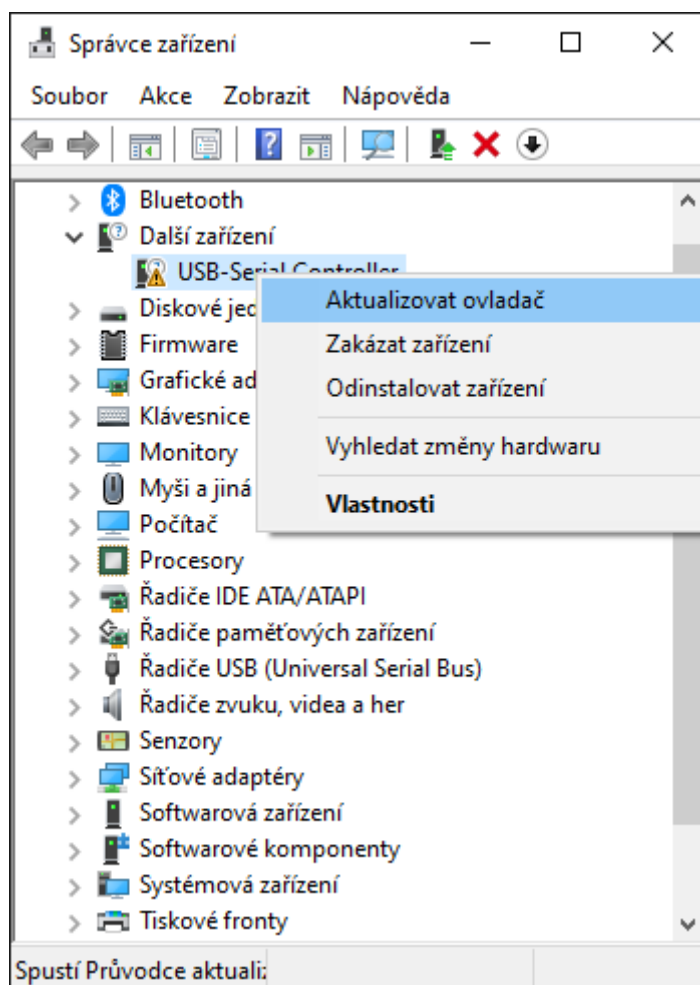 Správce zařízení
Soubor Akce Zobrazit Nápověda
Bluetooth
Další zařízení
USB-Serial Controller
Aktualizovat ovladač
Zakázat zařízení
Odinstalovat zařízení
Vyhledat změny hardwaru
Vlastnosti
Diskové jed
Firmware
Grafické ad
Klávesnice
Monitory
Myši a jiná
Počítač
Procesory
Řadiče IDE ATA/ATAPI
Řadiče paměťových zařízení
Řadiče USB (Universal Serial Bus)
Řadiče zvuku, videa a her
Senzory
Síťové adaptéry
Softwarová zařízení
Softwarové komponenty
Systémová zařízení
Tiskové fronty
Spustí Průvodce aktualiz